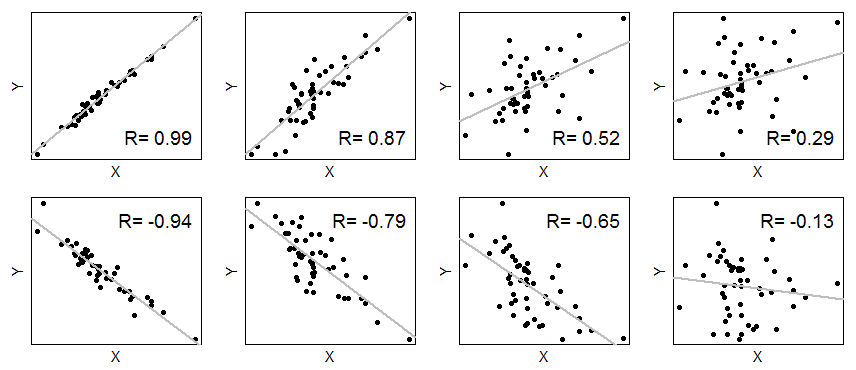 Y
R= 0.99
X
Y
R= 0.87
X
Y
R= 0.52
X
Y
R= 0.29
X
Y
R= -0.94
X
Y
R= -0.79
X
Y
R= -0.65
X
Y
R= -0.13
X